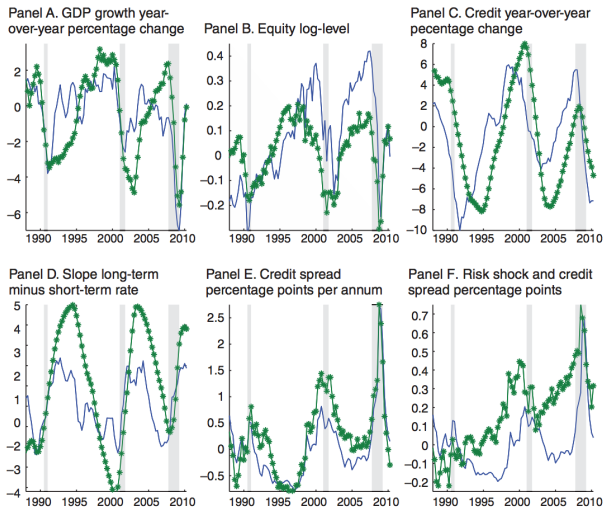 Panel A. GDP growth year-
over-year percentage change
2
0
−2
−4
−6
1990 1995 2000 2005 2010
Panel B. Equity log-level
0.4
0.3
0.2
0.1
0
−0.1
−0.2
1990 1995 2000 2005 2010
Panel C. Credit year-over-year
pecentage change
8
6
4
2
0
−2
−4
−6
−8
−10
1990 1995 2000 2005 2010
Panel D. Slope long-term
minus short-term rate
5
4
3
2
1
0
−2
−3
−4
1990 1995 2000 2005 2010
Panel E. Credit spread
percentage points per annum
2.5
2
1.5
1
0.5
0
−0.5
1990 1995 2000 2005 2010
Panel F. Risk shock and credit
spread percentage points
0.7
0.6
0.5
0.4
0.3
0.2
0.1
0
−0.1
−0.2
1990 1995 2000 2005 2010